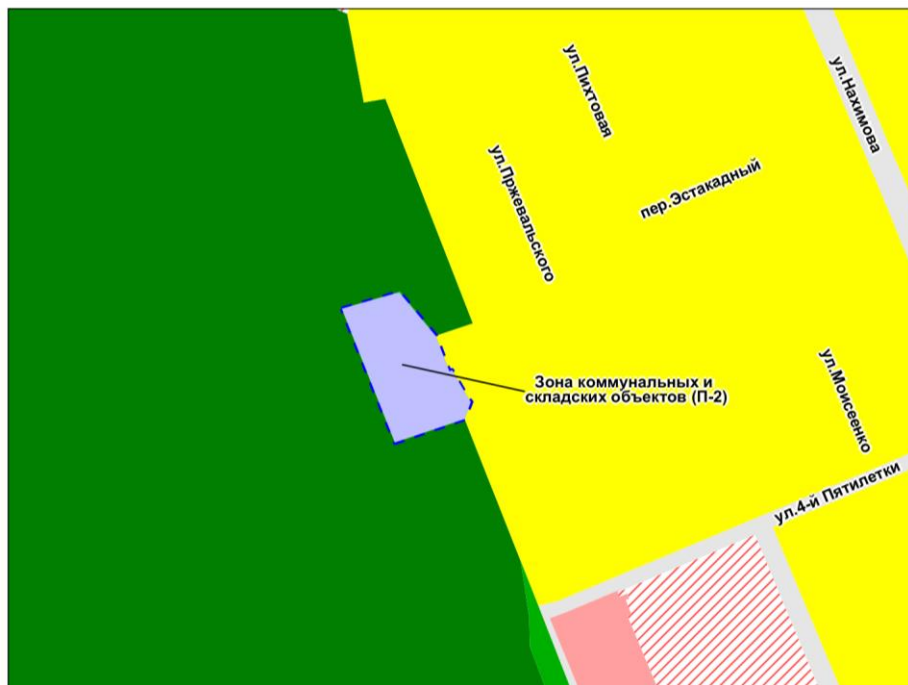 ул.Пихтовая
ул.Нахимова
ул.Пржевальского
пер.Эстакадный
Зона коммунальных и
складских объектов (П-2)
ул.Моисеенко
ул.4-й Пятилетки